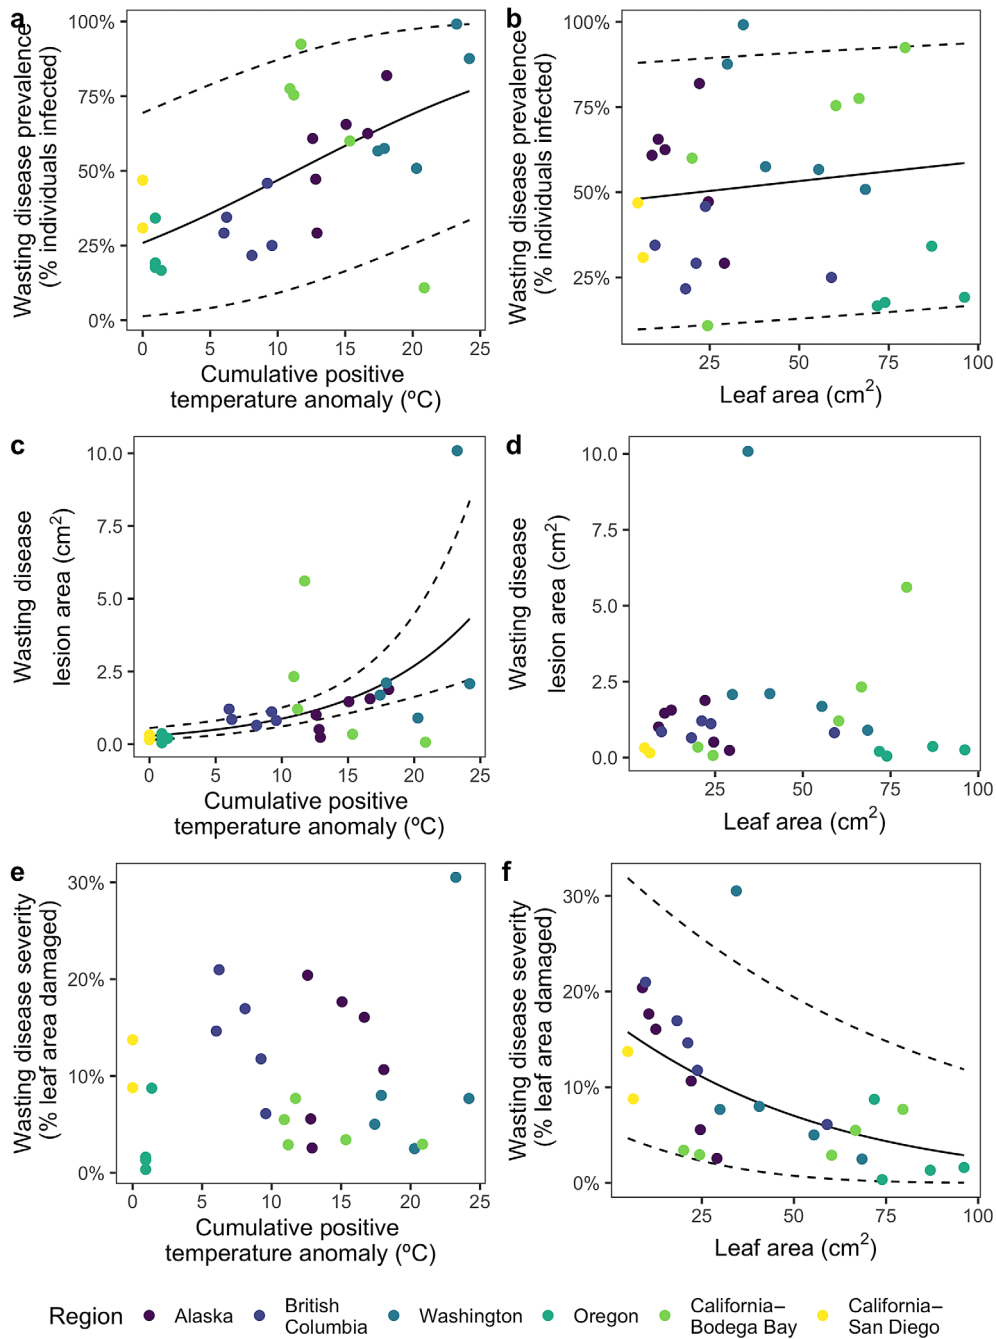 a
Wasting disease prevalence
(% individuals infected)
100%
75%
50%
25%
0%
0 5 10 15 20 25
Cumulative positive
temperature anomaly (ºC)
b
Wasting disease prevalence
(% individuals infected)
100%
75%
50%
25%
25 50 75 100
Leaf area (cm²)
c
Wasting disease
lesion area (cm²)
10.0
7.5
5.0
2.5
0.0
0 5 10 15 20 25
Cumulative positive
temperature anomaly (ºC)
d
Wasting disease
lesion area (cm²)
10.0
7.5
5.0
2.5
0.0
25 50 75 100
Leaf area (cm²)
e
Wasting disease severity
(% leaf area damaged)
30%
20%
10%
0%
0 5 10 15 20 25
Cumulative positive
temperature anomaly (ºC)
f
Wasting disease severity
(% leaf area damaged)
30%
20%
10%
0%
25 50 75 100
Leaf area (cm²)
Region
Alaska
British
Columbia
Washington
Oregon
California–
Bodega Bay
California–
San Diego